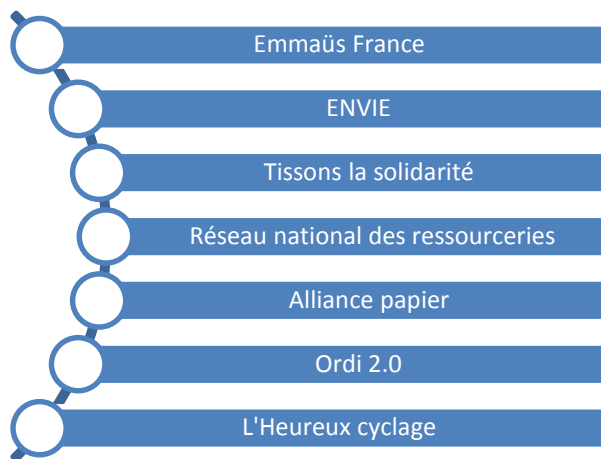 Emmaüs France
ENVIE
Tissons la solidarité
Réseau national des ressourceries
Alliance papier
Ordi 2.0
L'Heureux cyclage